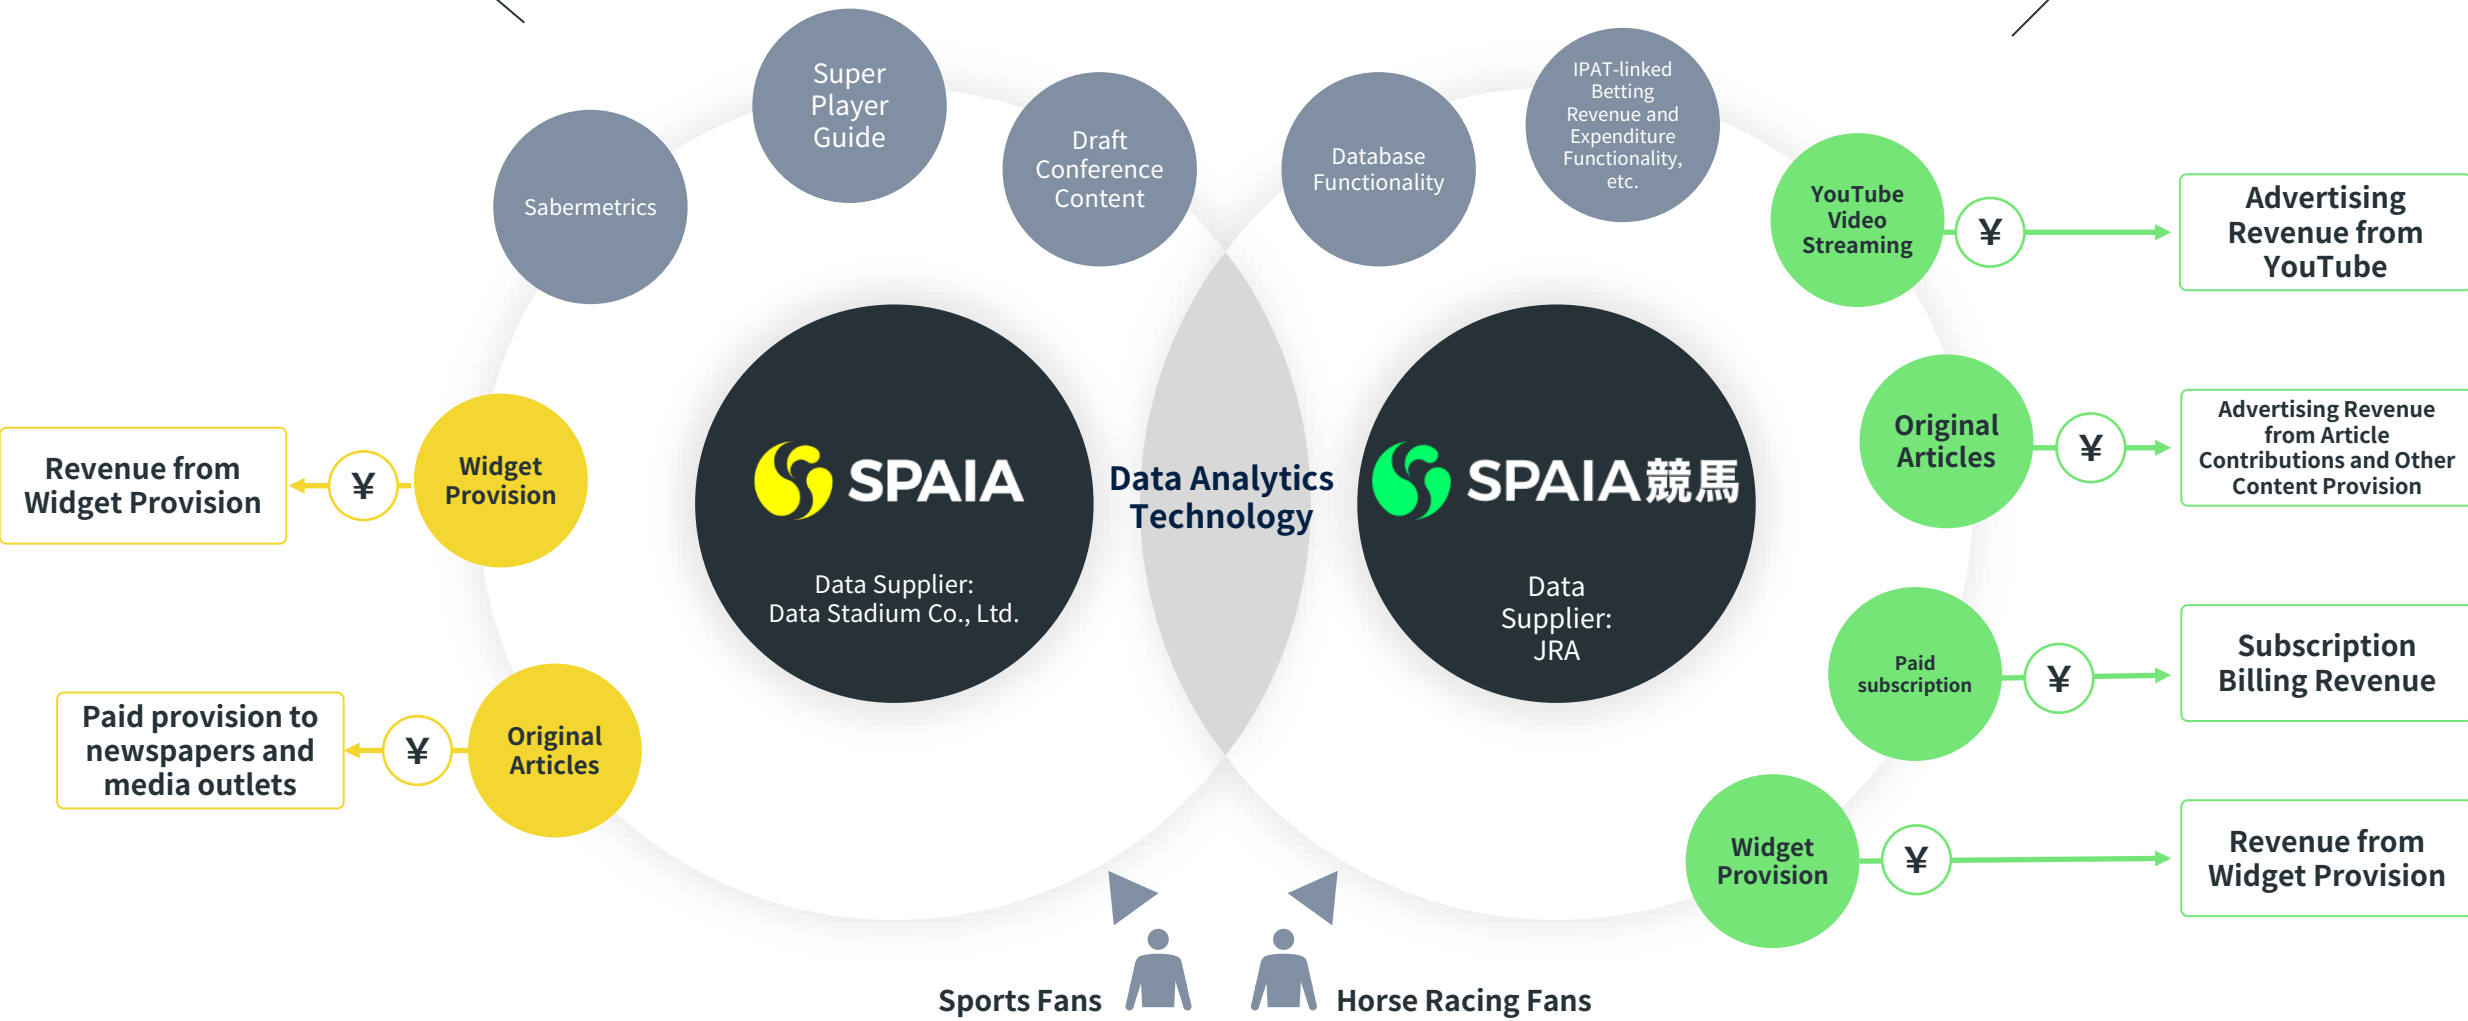 Super
Player
Guide
IPAT-linked
Betting
Revenue and
Expenditure
Functionality,
etc.
Draft
Conference
Content
Database
Functionality
Sabermetrics
YouTube
Video
Streaming
¥
Advertising
Revenue from
YouTube
Revenue from
Widget Provision
¥
Widget
Provision
SPAIA
Data Supplier:
Data Stadium Co., Ltd.
Data Analytics
Technology
SPAIA競馬
Data
Supplier:
JRA
Original
Articles
¥
Advertising Revenue
from Article
Contributions and Other
Content Provision
Paid
subscription
¥
Subscription
Billing Revenue
Paid provision to
newspapers and
media outlets
¥
Original
Articles
Widget
Provision
¥
Revenue from
Widget Provision
Sports Fans
Horse Racing Fans